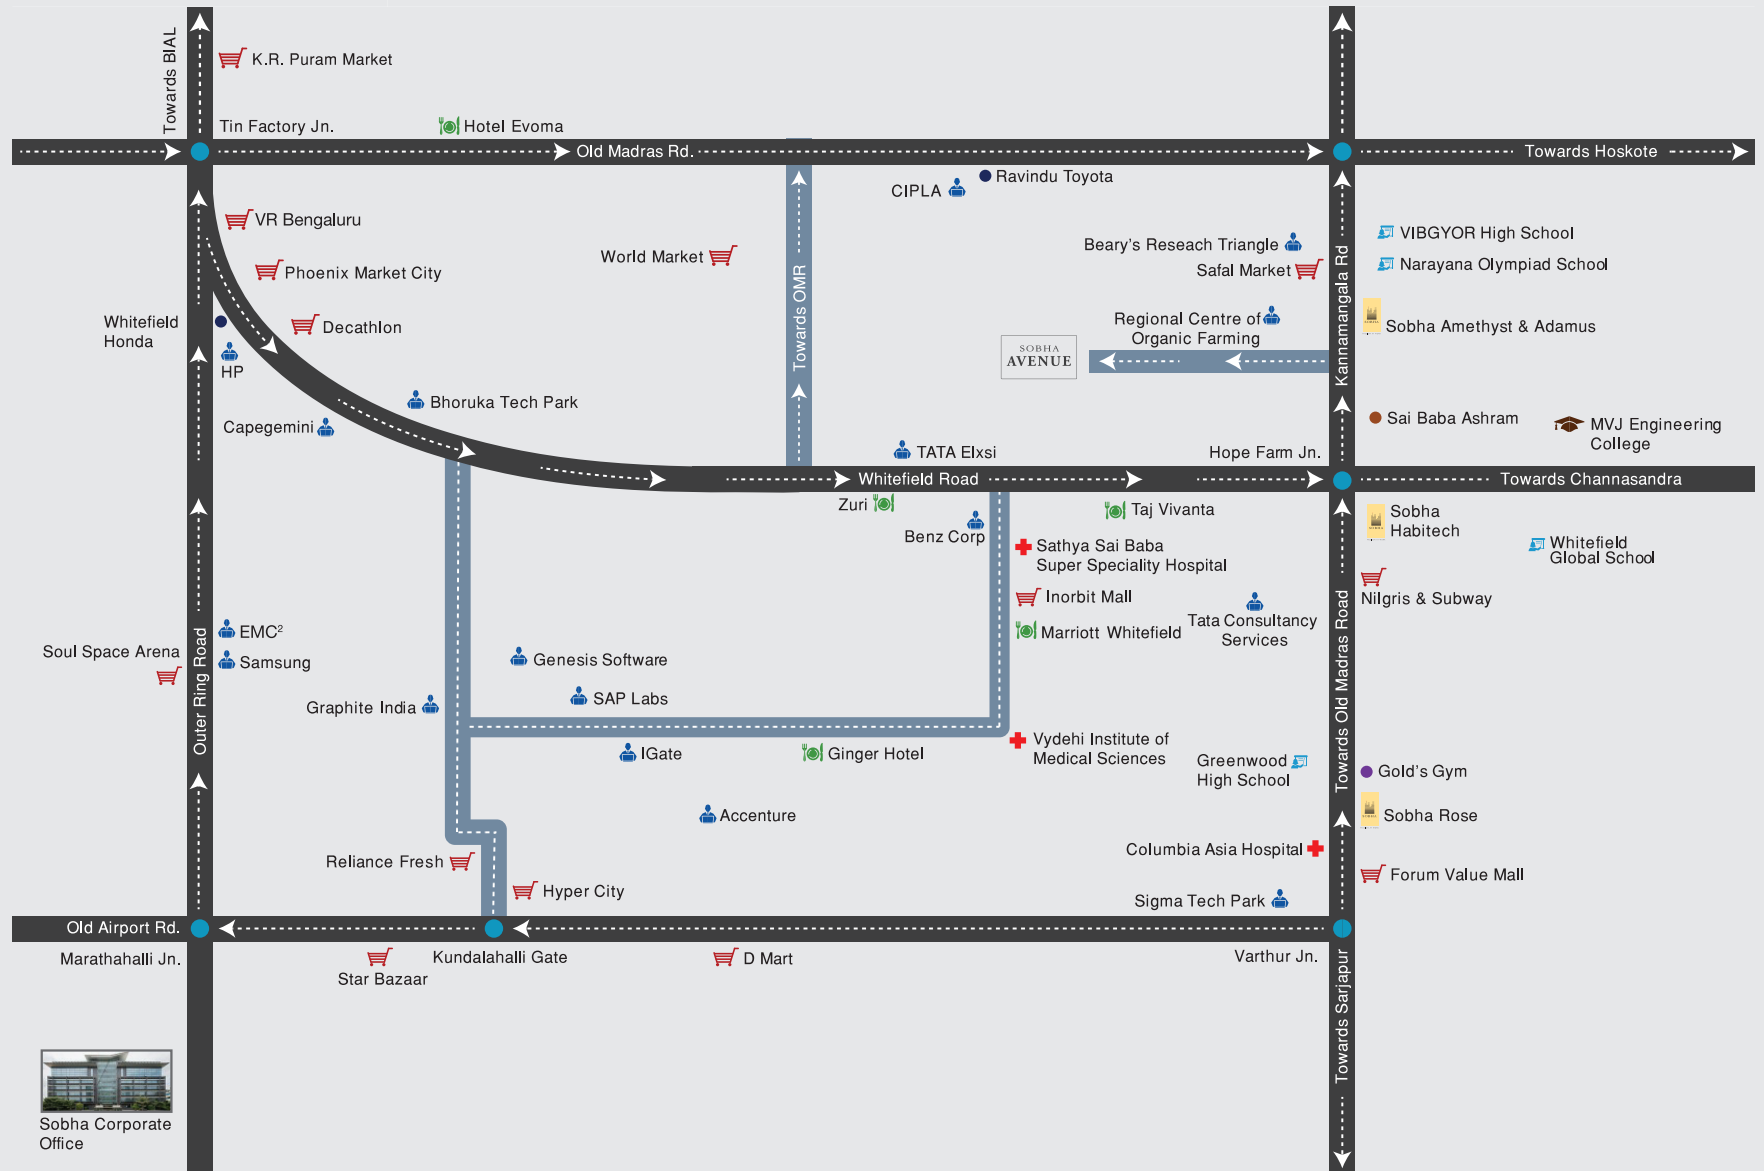 Towards BIAL
K.R. Puram Market
Tin Factory Jn.
Hotel Evoma
Old Madras Rd.
Towards Hoskote
CIPLA
Ravindu Toyota
VR Bengaluru
Phoenix Market City
Decathlon
World Market
Towards OMR
Beary's Reseach Triangle
Safal Market
Regional Centre of
Organic Farming
SOBHA
AVENUE
Kannamangala Rd
VIBGYOR High School
Narayana Olympiad School
Sobha Amethyst & Adamus
Sai Baba Ashram
MVJ Engineering
College
Whitefield
Honda
HP
Capegemini
Bhoruka Tech Park
TATA Elxsi
Hope Farm Jn.
Whitefield Road
Towards Channasandra
Zuri
Benz Corp
Taj Vivanta
Sathya Sai Baba
Super Speciality Hospital
Inorbit Mall
Marriott Whitefield
Tata Consultancy
Services
Sobha
Habitech
Whitefield
Global School
Nilgris & Subway
Towards Old Madras Road
EMC²
Samsung
Soul Space Arena
Outer Ring Road
Genesis Software
SAP Labs
Graphite India
IGate
Ginger Hotel
Vydehi Institute of
Medical Sciences
Greenwood
High School
Gold's Gym
Sobha Rose
Accenture
Reliance Fresh
Hyper City
Columbia Asia Hospital
Forum Value Mall
Sigma Tech Park
Old Airport Rd.
Marathahalli Jn.
Star Bazaar
Kundalahalli Gate
D Mart
Varthur Jn.
Towards Sarjapur
Sobha Corporate
Office